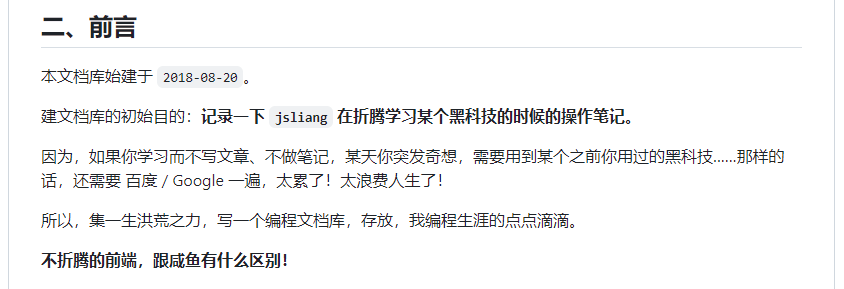 二、前言
本文档库始建于 2018-08-20。
建文档库的初始目的：记录一下 jsliang 在折腾学习某个黑科技的时候的操作笔记。
因为，如果你学习而不写文章、不做笔记，某天你突发奇想，需要用到某个之前你用过的黑科技……那样的
话，还需要 百度 / Google 一遍，太累了！太浪费人生了！
所以，集一生洪荒之力，写一个编程文档库，存放，我编程生涯的点点滴滴。
不折腾的前端，跟咸鱼有什么区别！